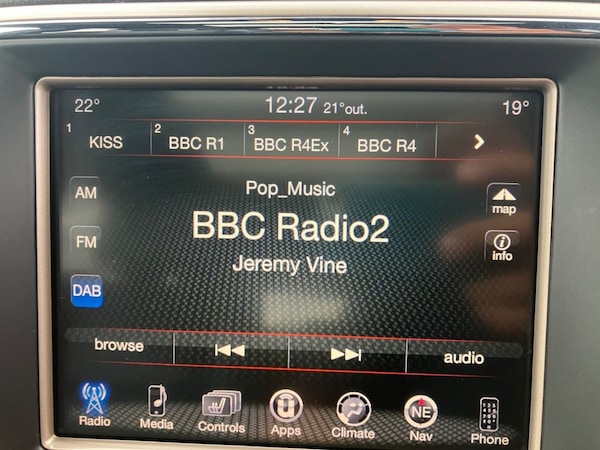 22° 12:27 21°out. 19°
1 KISS 2 BBC R1 3 BBC R4Ex 4 BBC R4 >
Pop_Music
AM
map
BBC Radio2
FM
info
Jeremy Vine
DAB
browse audio
Radio Media Controls Apps Climate NE Nav Phone